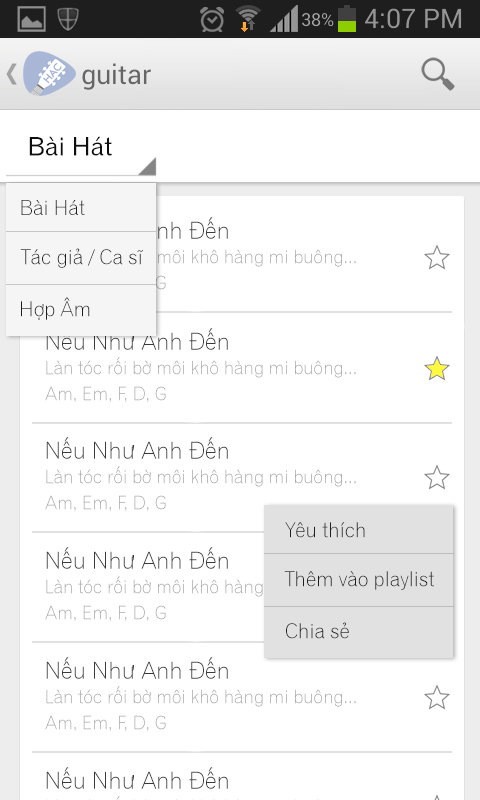 38% 4:07 PM
HAC guitar
Bài Hát
Bài Hát
Tác giả / Ca sĩ
Hợp Âm
nh Đến
bờ môi khô hàng mi buông...
G
Nếu Như Anh Đến
Làn tóc rối bờ môi khô hàng mi buông...
Am, Em, F, D, G
Nếu Như Anh Đến
Làn tóc rối bờ môi khô hàng mi buông...
Am, Em, F, D, G
Yêu thích
Thêm vào playlist
Chia sẻ
Nếu Như Anh Đến
Làn tóc rối bờ môi khô hàng
Am, Em, F, D, G
Nếu Như Anh Đến
Làn tóc rối bờ môi khô hàng mi buông...
Am, Em, F, D, G
Nếu Như Anh Đến